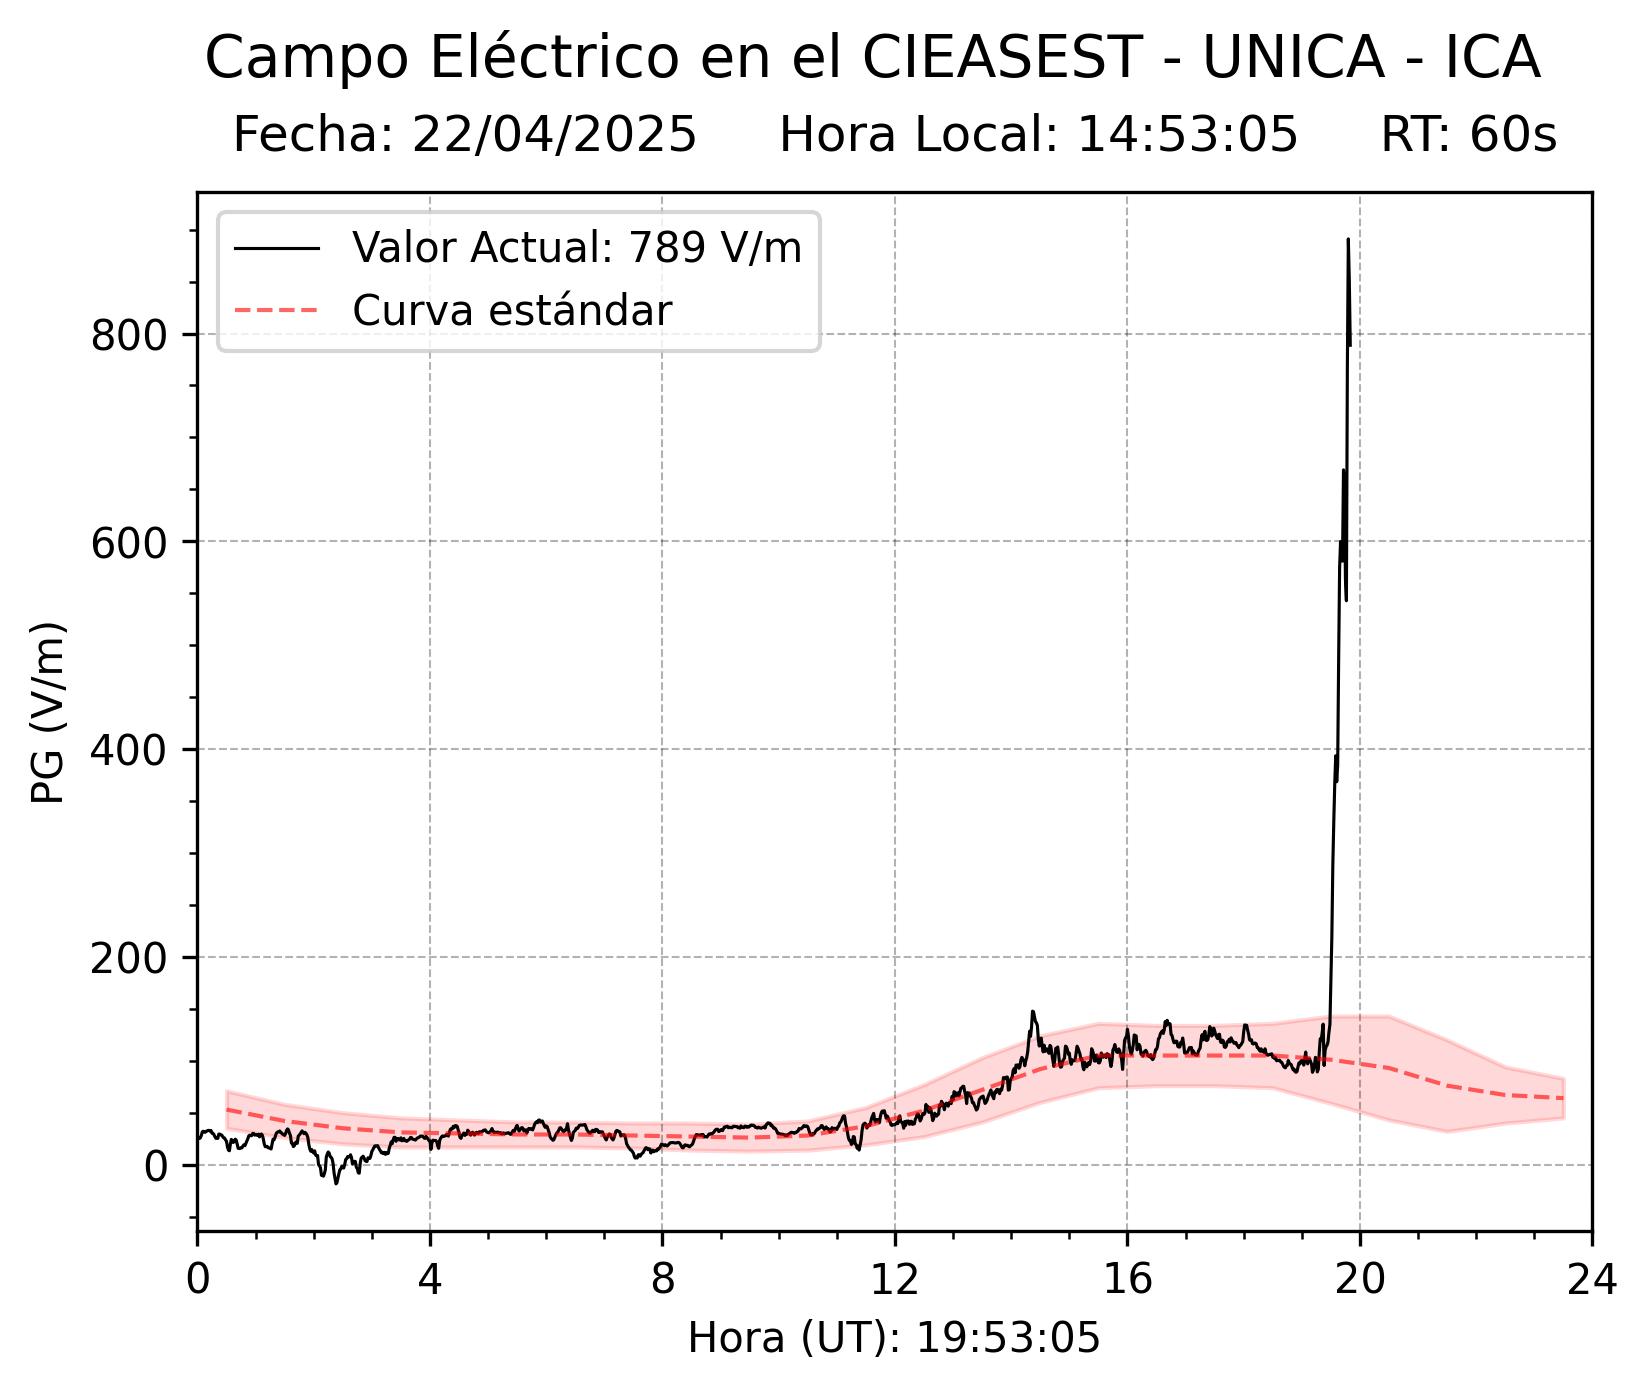 Campo Eléctrico en el CIEASEST - UNICA - ICA
Fecha: 22/04/2025 Hora Local: 14:53:05 RT: 60s
Valor Actual: 789 V/m
Curva estándar
PG (V/m)
800
600
400
200
0
0 4 8 12 16 20 24
Hora (UT): 19:53:05